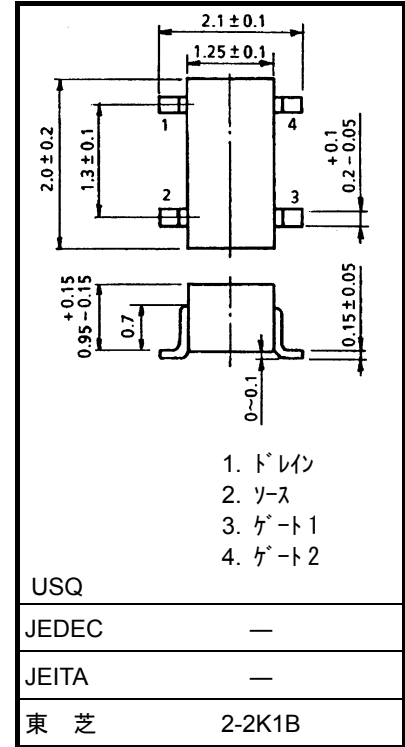 2.1 ± 0.1
1.25 ± 0.1
1
4
2
3
2.0 ± 0.2
1.3 ± 0.1
+ 0.1
0.2 − 0.05
+ 0.15
0.95 − 0.15
0.7
0.15 ± 0.05
0~0.1
1. ﾄﾞﾚｲﾝ
2. ｿｰｽ
3. ｹﾞｰﾄ 1
4. ｹﾞｰﾄ 2
USQ
JEDEC ―
JEITA ―
東 芝 2-2K1B